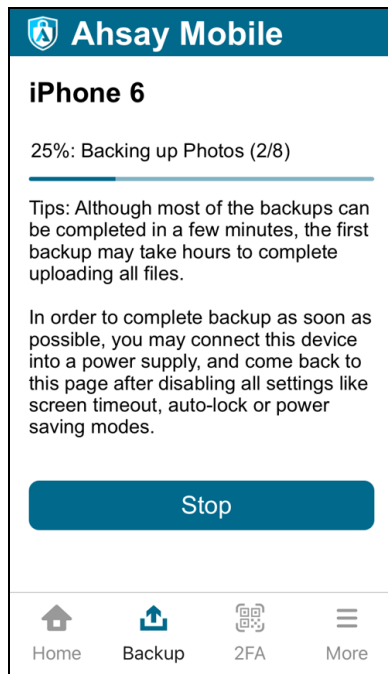 Ahsay Mobile
iPhone 6
25%: Backing up Photos (2/8)
Tips: Although most of the backups can
be completed in a few minutes, the first
backup may take hours to complete
uploading all files.
In order to complete backup as soon as
possible, you may connect this device
into a power supply, and come back to
this page after disabling all settings like
screen timeout, auto-lock or power
saving modes.
Stop
Home Backup 2FA More